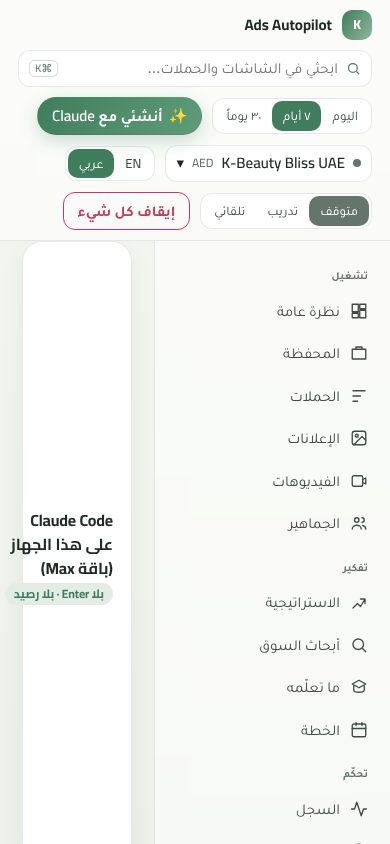 Ads Autopilot
K
ابحثي في الشاشات والحملات...
⌘K
اليوم
٧ أيام
٣٠ يوماً
✨ أنشئي مع Claude
K-Beauty Bliss UAE AED ▼
EN
عربي
متوقف
تدريب
تلقائي
إيقاف كل شيء
تشغيل
نظرة عامة
المحفظة
الحملات
الإعلانات
الفيديوهات
الجماهير
تفكير
الاستراتيجية
أبحاث السوق
ما تعلّمه
الخطة
تحكّم
السجل
Claude Code
على هذا الجهاز
(باقة Max)
بلا Enter · بلا رصيد